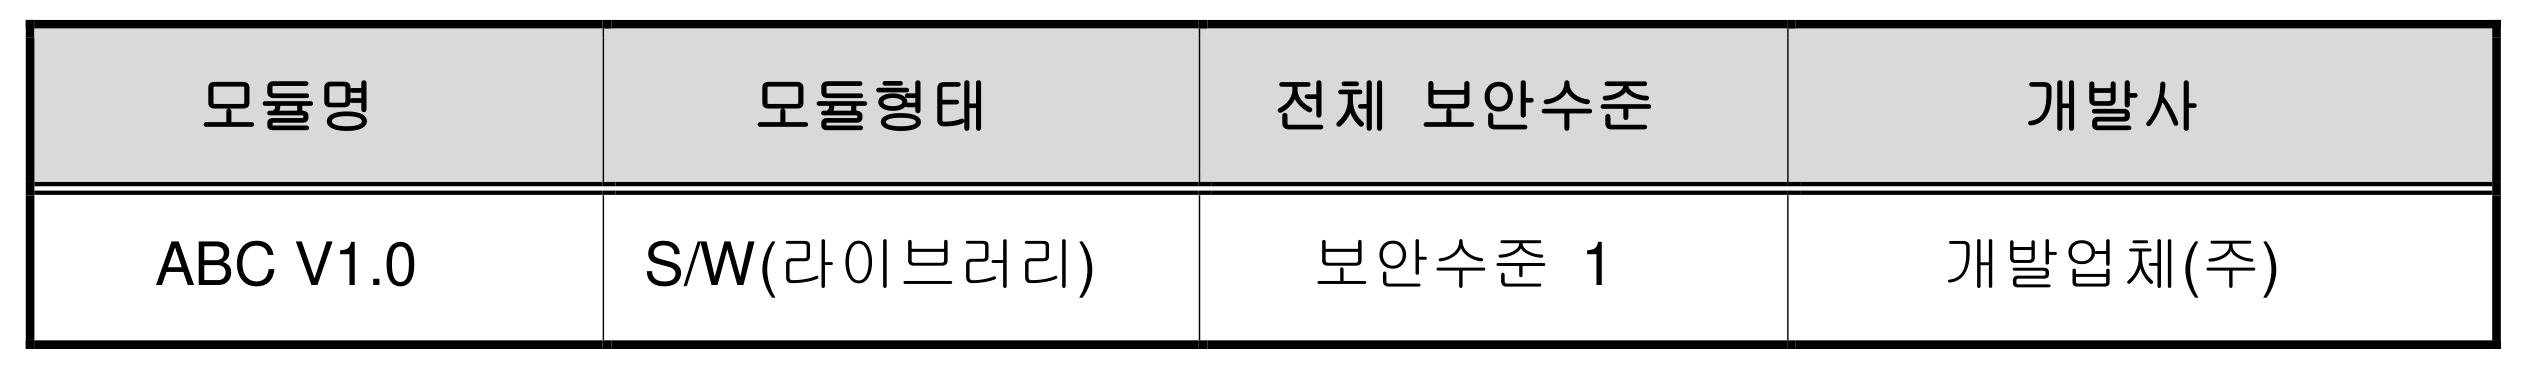 모듈명 모듈형태 전체 보안수준 개발사
ABC V1.0 S/W(라이브러리) 보안수준 1 개발업체(주)